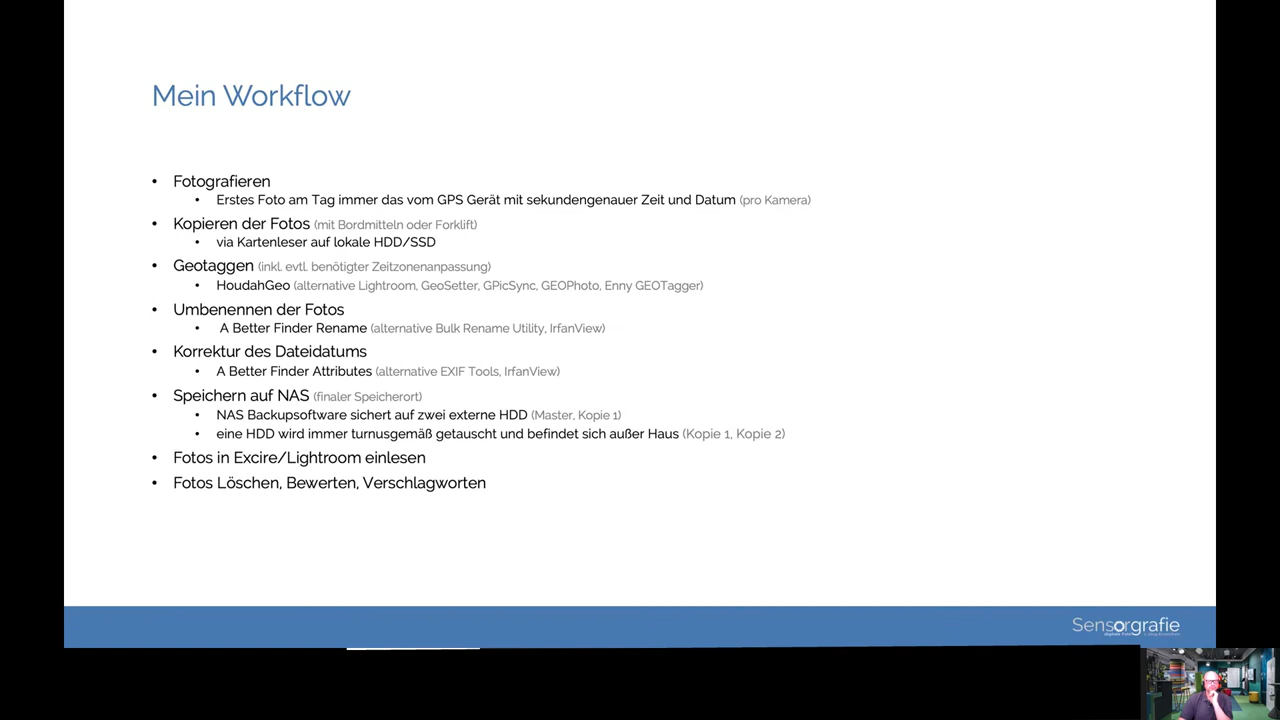 Mein Workflow
• Fotografieren
• Erstes Foto am Tag immer das vom GPS Gerät mit sekundengenauer Zeit und Datum (pro Kamera)
• Kopieren der Fotos (mit Bordmitteln oder Forklift)
• via Kartenleser auf lokale HDD/SSD
• Geotaggen (inkl. evtl. benötigter Zeitzonenanpassung)
• HoudahGeo (alternative Lightroom, GeoSetter, GPicSync, GEOPhoto, Enny GEOTagger)
• Umbenennen der Fotos
• A Better Finder Rename (alternative Bulk Rename Utility, IrfanView)
• Korrektur des Dateidatums
• A Better Finder Attributes (alternative EXIF Tools, IrfanView)
• Speichern auf NAS (finaler Speicherort)
• NAS Backupsoftware sichert auf zwei externe HDD (Master, Kopie 1)
• eine HDD wird immer turnusgemäß getauscht und befindet sich außer Haus (Kopie 1, Kopie 2)
• Fotos in Excire/Lightroom einlesen
• Fotos Löschen, Bewerten, Verschlagworten
Sensorgrafie